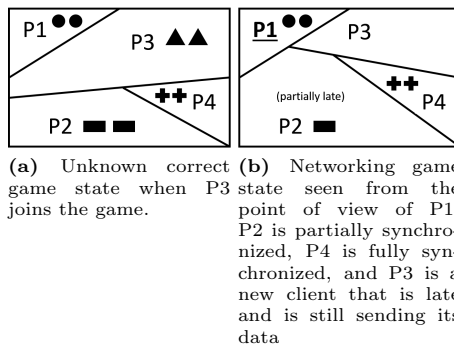 P1
P3
P4
P2
P1
P3
P4
(partially late)
P2
(a) Unknown correct
game state when P3
joins the game.
(b) Networking game
state seen from the
point of view of P1.
P2 is partially synchro-
nized, P4 is fully syn-
chronized, and P3 is a
new client that is late
and is still sending its
data